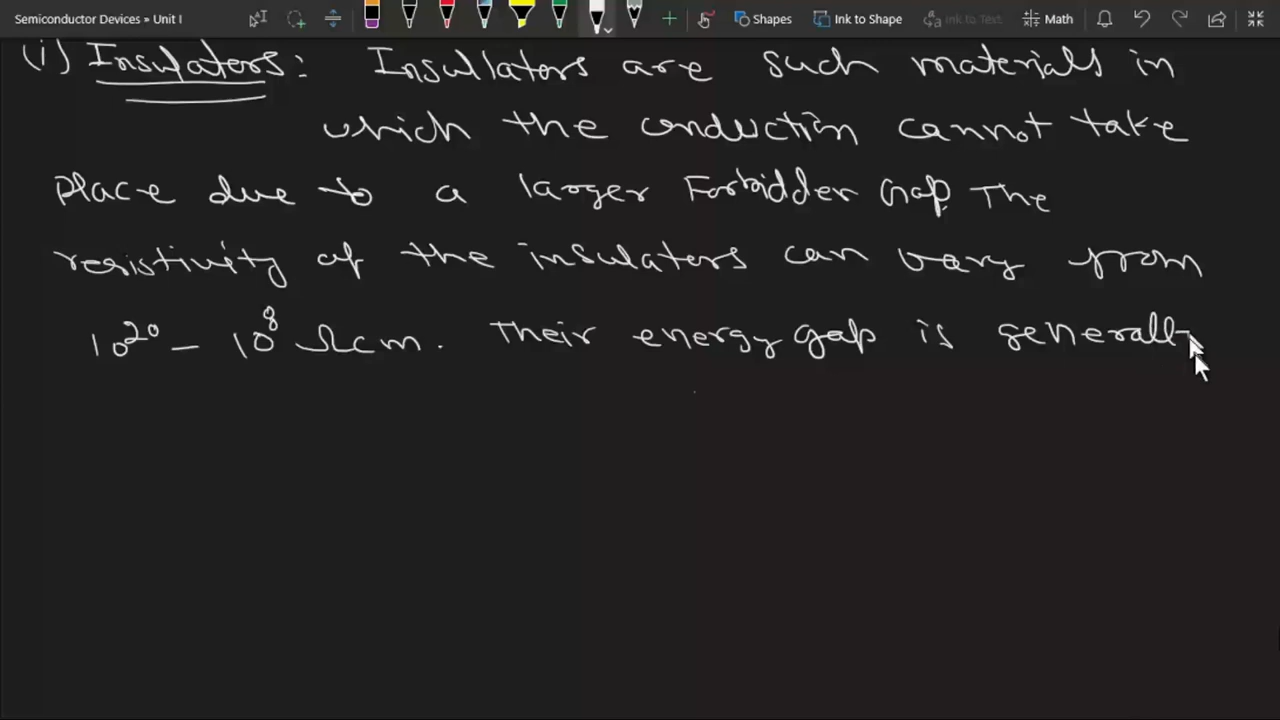 Semiconductor Devices » Unit I
Shapes Ink to Shape Ink to Text Math
(i) Insulators: Insullators are such materials in
which the conduction cannot take
place due to a larger Forbidden Gap. The
resistivity of the insulators can vary from
10²⁰ – 10⁸ Ωcm. Their energy gap is generally